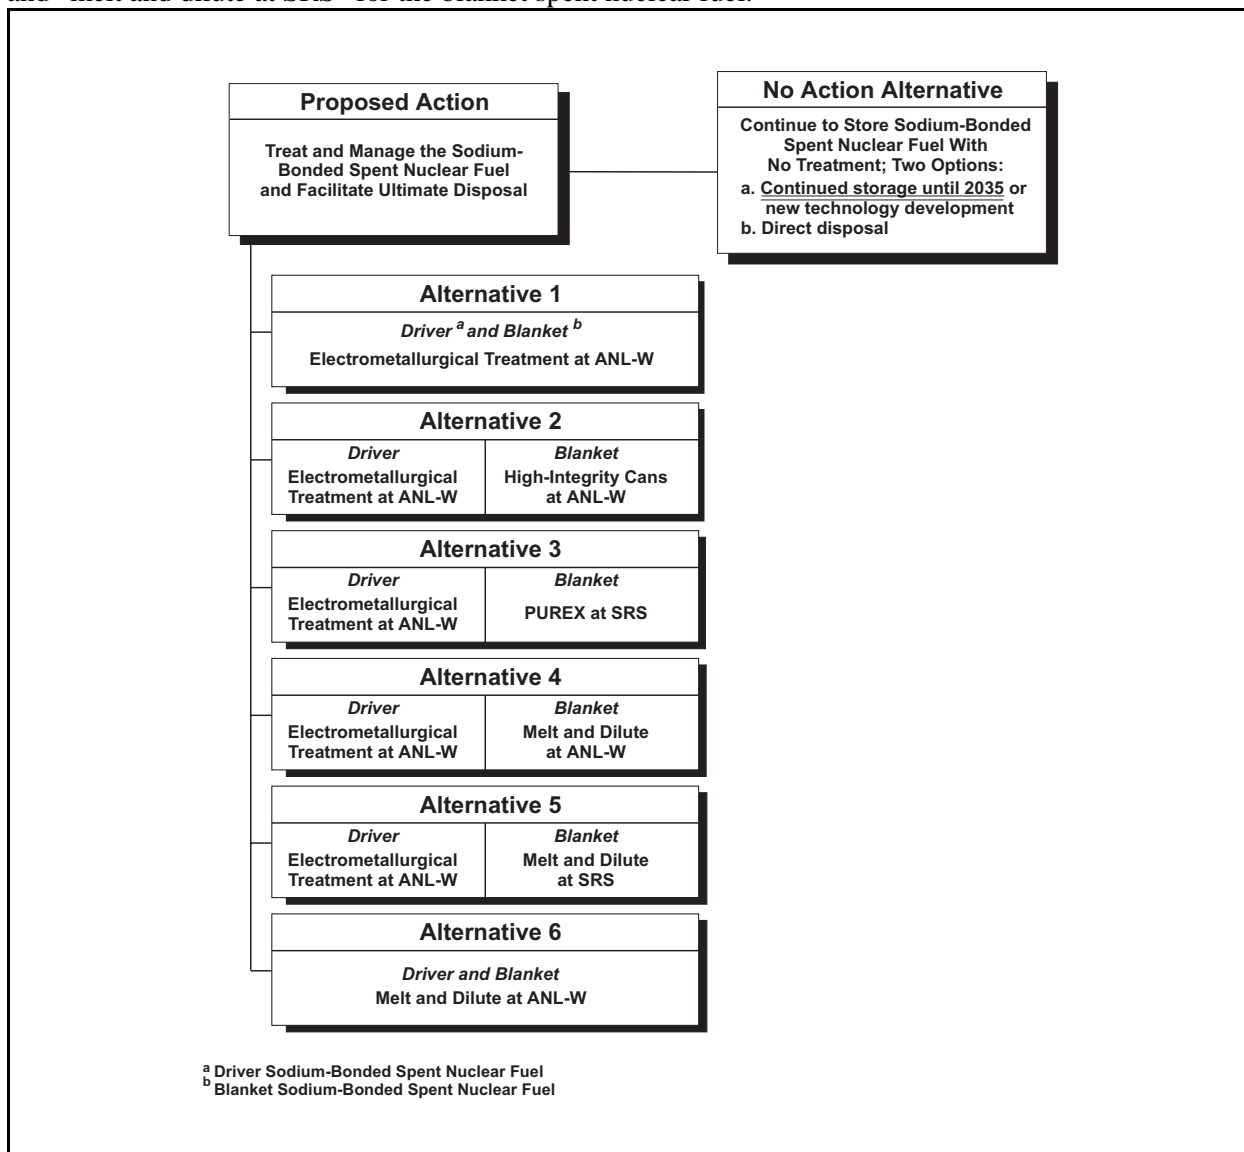 and "melt and dilute at SRS" for the blanket spent nuclear fuel.
Proposed Action
Treat and Manage the Sodium-
Bonded Spent Nuclear Fuel
and Facilitate Ultimate Disposal
No Action Alternative
Continue to Store Sodium-Bonded
Spent Nuclear Fuel With
No Treatment; Two Options:
a. Continued storage until 2035 or
new technology development
b. Direct disposal
Alternative 1
Driver a and Blanket b
Electrometallurgical Treatment at ANL-W
Alternative 2
Driver
Electrometallurgical
Treatment at ANL-W
Blanket
High-Integrity Cans
at ANL-W
Alternative 3
Driver
Electrometallurgical
Treatment at ANL-W
Blanket
PUREX at SRS
Alternative 4
Driver
Electrometallurgical
Treatment at ANL-W
Blanket
Melt and Dilute
at ANL-W
Alternative 5
Driver
Electrometallurgical
Treatment at ANL-W
Blanket
Melt and Dilute
at SRS
Alternative 6
Driver and Blanket
Melt and Dilute at ANL-W
a Driver Sodium-Bonded Spent Nuclear Fuel
b Blanket Sodium-Bonded Spent Nuclear Fuel